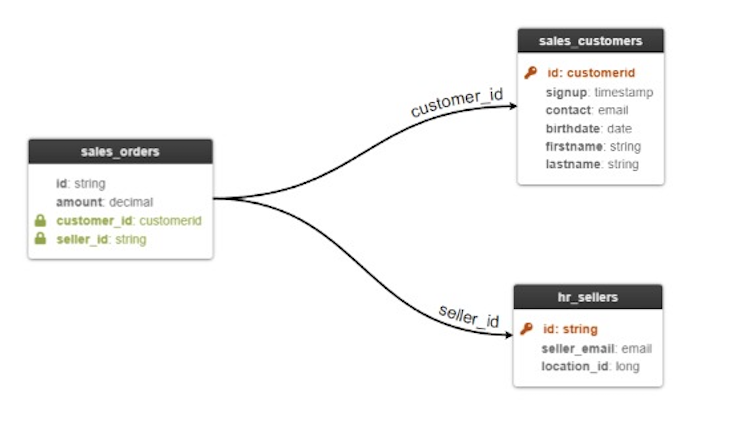 sales_customers
id: customerid
signup: timestamp
contact: email
birthdate: date
firstname: string
lastname: string
customer_id
sales_orders
id: string
amount: decimal
customer_id: customerid
seller_id: string
seller_id
hr_sellers
id: string
seller_email: email
location_id: long